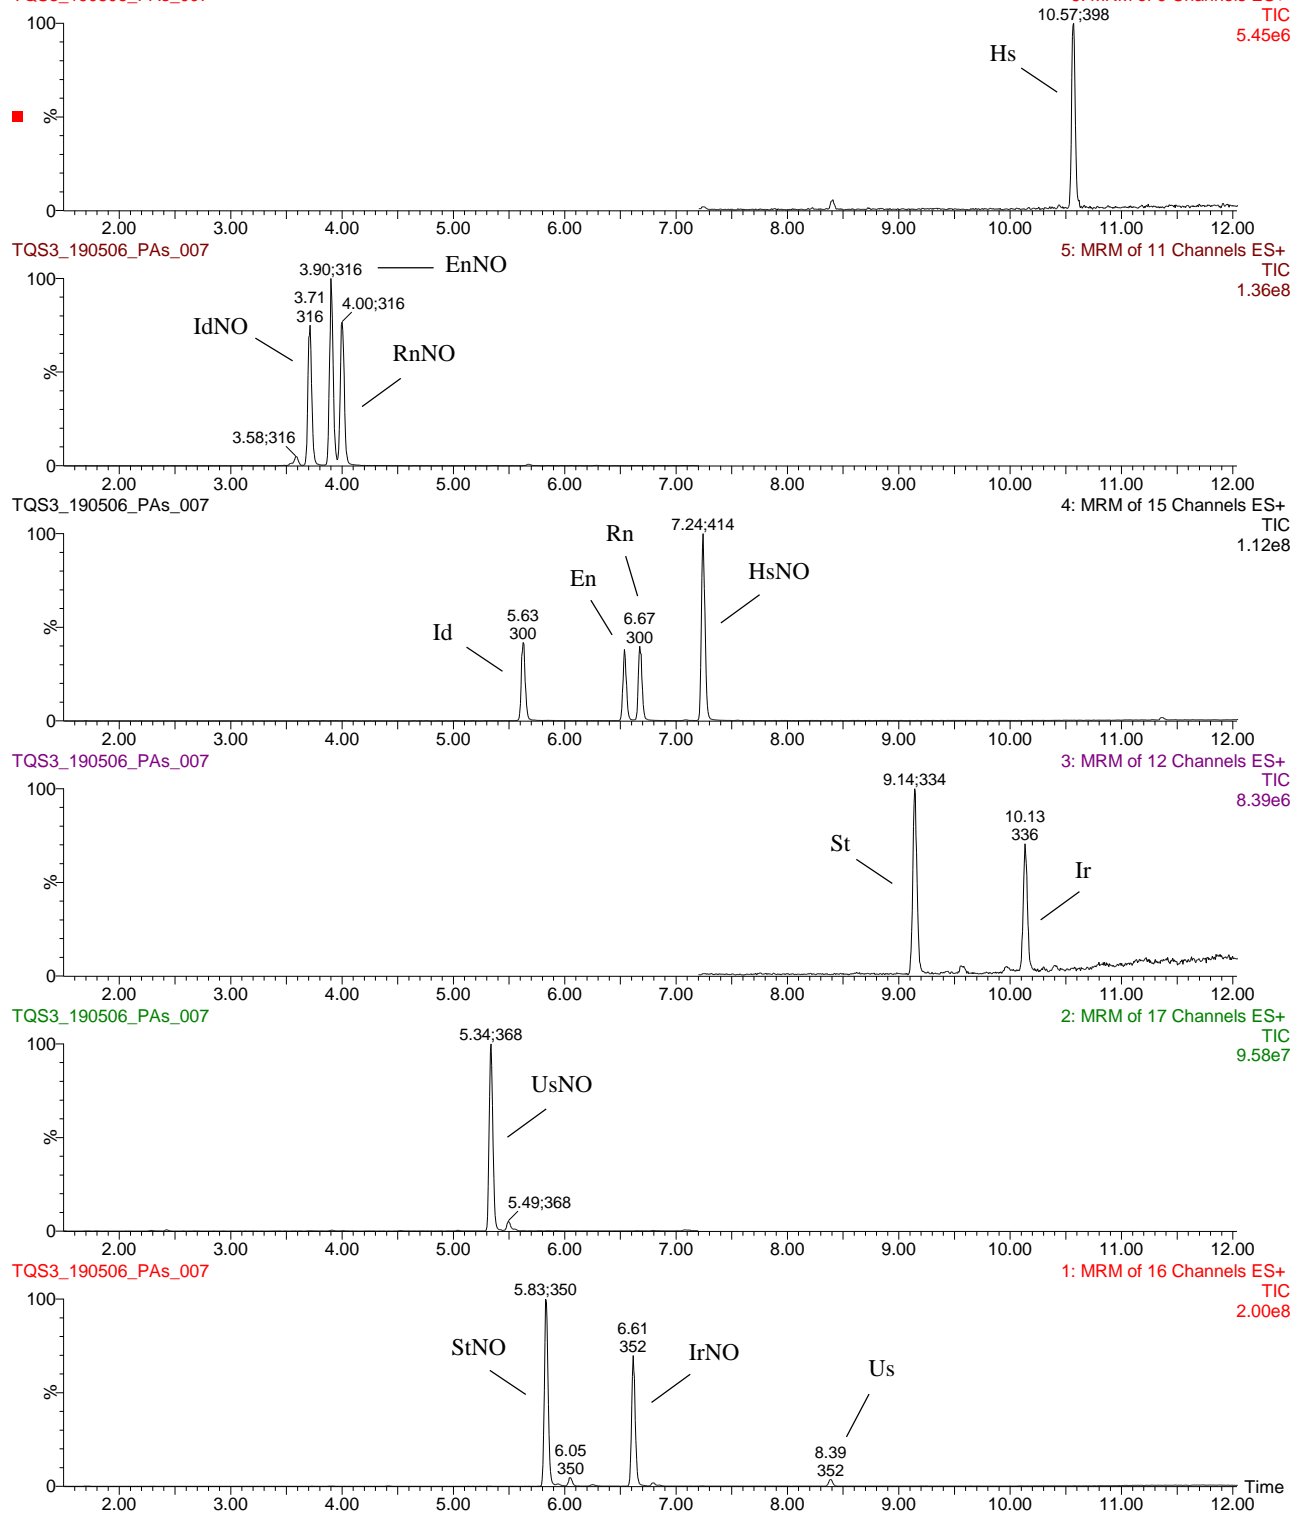 10.57;398
TIC
5.45e6
Hs
100
%
0
2.00 3.00 4.00 5.00 6.00 7.00 8.00 9.00 10.00 11.00 12.00
TQS3_190506_PAs_007
5: MRM of 11 Channels ES+
TIC
1.36e8
3.90;316
EnNO
100
3.71
316
4.00;316
IdNO
RnNO
%
3.58;316
0
2.00 3.00 4.00 5.00 6.00 7.00 8.00 9.00 10.00 11.00 12.00
TQS3_190506_PAs_007
4: MRM of 15 Channels ES+
TIC
1.12e8
100
7.24;414
Rn
En
HsNO
5.63
300
6.67
300
Id
%
0
2.00 3.00 4.00 5.00 6.00 7.00 8.00 9.00 10.00 11.00 12.00
TQS3_190506_PAs_007
3: MRM of 12 Channels ES+
TIC
8.39e6
100
9.14;334
10.13
336
St
Ir
%
0
2.00 3.00 4.00 5.00 6.00 7.00 8.00 9.00 10.00 11.00 12.00
TQS3_190506_PAs_007
2: MRM of 17 Channels ES+
TIC
9.58e7
100
5.34;368
UsNO
%
5.49;368
0
2.00 3.00 4.00 5.00 6.00 7.00 8.00 9.00 10.00 11.00 12.00
TQS3_190506_PAs_007
1: MRM of 16 Channels ES+
TIC
2.00e8
100
5.83;350
6.61
352
StNO
IrNO
Us
%
6.05
350
8.39
352
0
Time
2.00 3.00 4.00 5.00 6.00 7.00 8.00 9.00 10.00 11.00 12.00